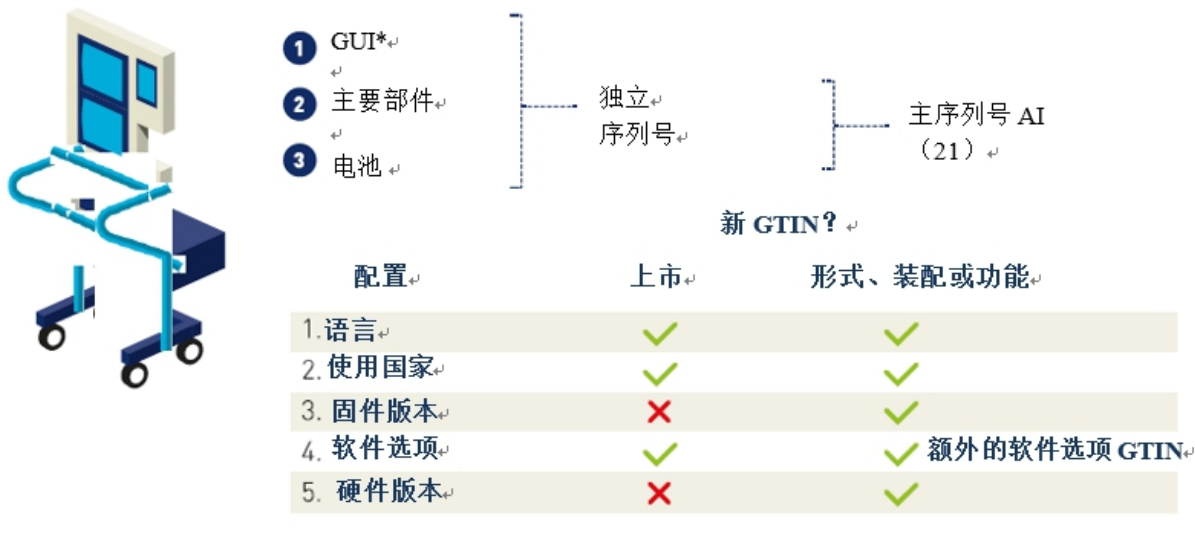 1 GUI*
2 主要部件
3 电池
独立
序列号
主序列号 AI
（21）
新 GTIN？
配置 上市 形式、装配或功能
1. 语言
2. 使用国家
3. 固件版本
4. 软件选项 额外的软件选项 GTIN
5. 硬件版本